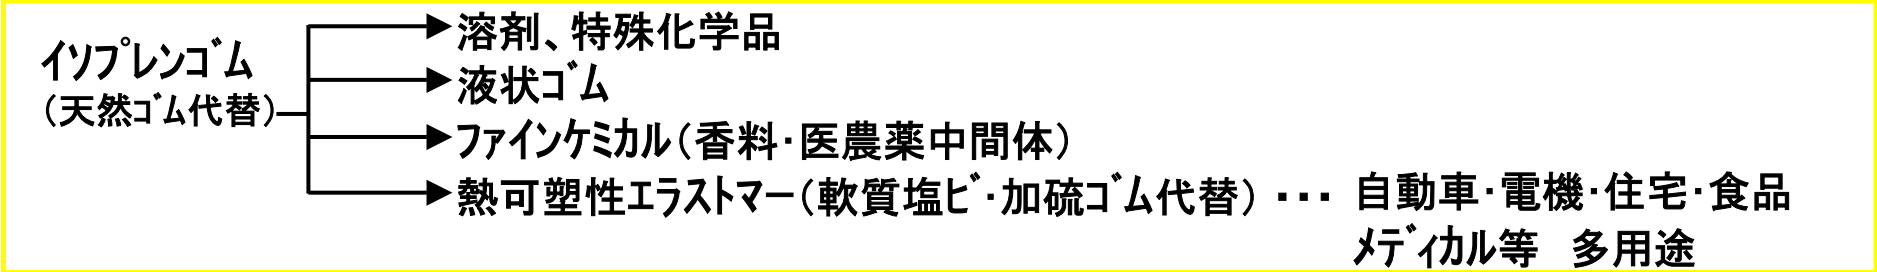 イソプレンゴム
（天然ゴム代替）
溶剤、特殊化学品
液状ゴム
ファインケミカル（香料・医農薬中間体）
熱可塑性エラストマー（軟質塩ビ・加硫ゴム代替）・・・
自動車・電機・住宅・食品
メディカル等　多用途